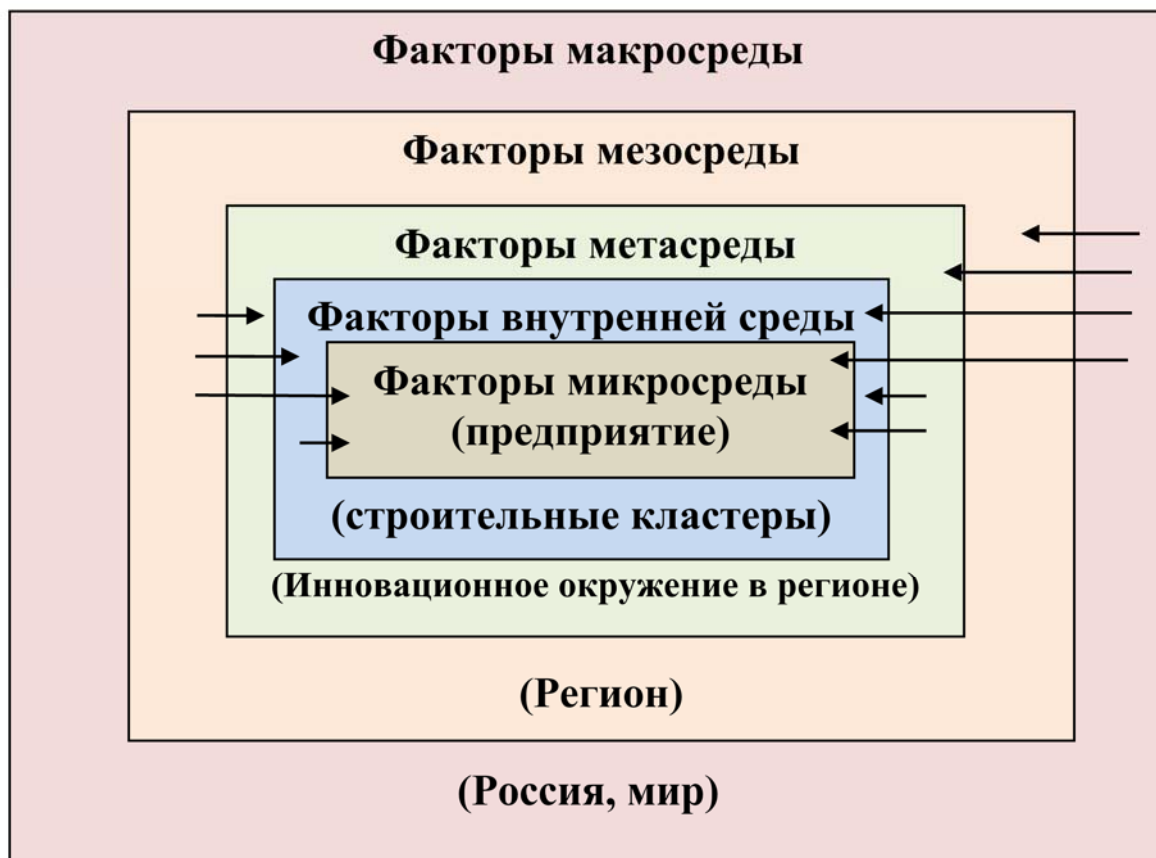 Факторы макросреды
Факторы мезосреды
Факторы метасреды
Факторы внутренней среды
Факторы микросреды
(предприятие)
(строительные кластеры)
(Инновационное окружение в регионе)
(Регион)
(Россия, мир)